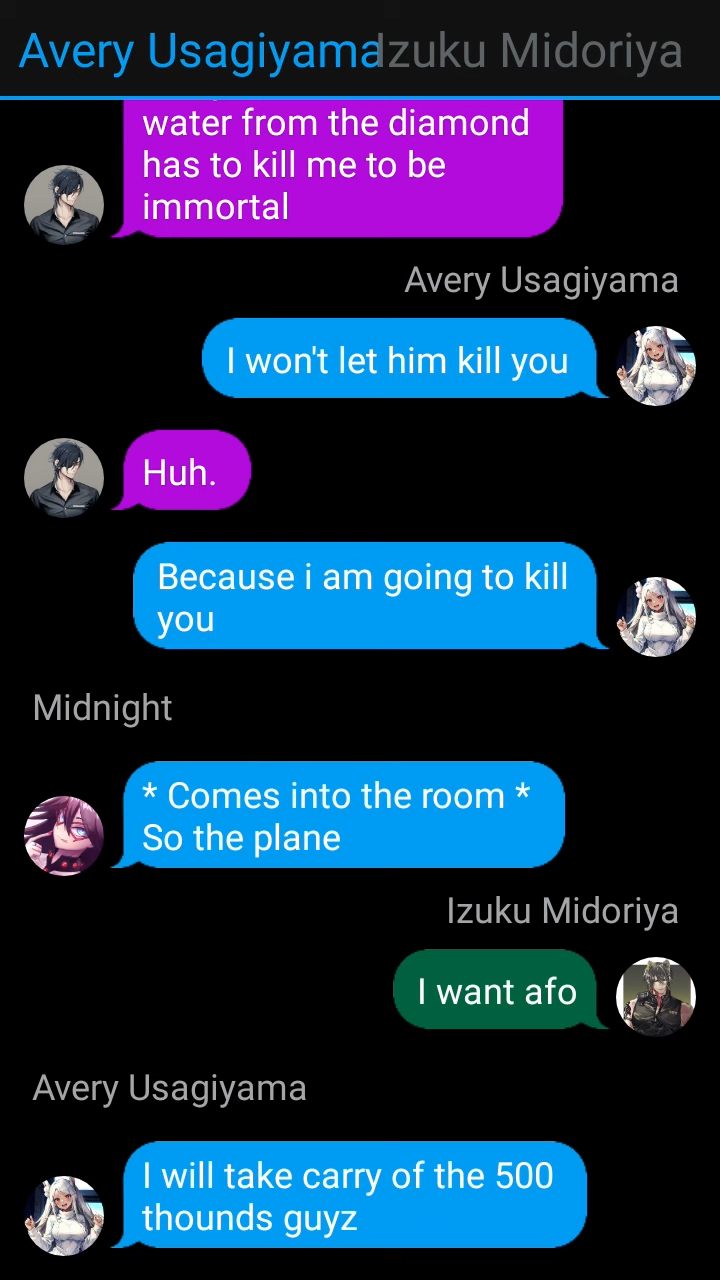 Avery Usagiyama Izuku Midoriya
water from the diamond
has to kill me to be
immortal
Avery Usagiyama
I won't let him kill you
Huh.
Because i am going to kill
you
Midnight
* Comes into the room *
So the plane
Izuku Midoriya
I want afo
Avery Usagiyama
I will take carry of the 500
thounds guyz